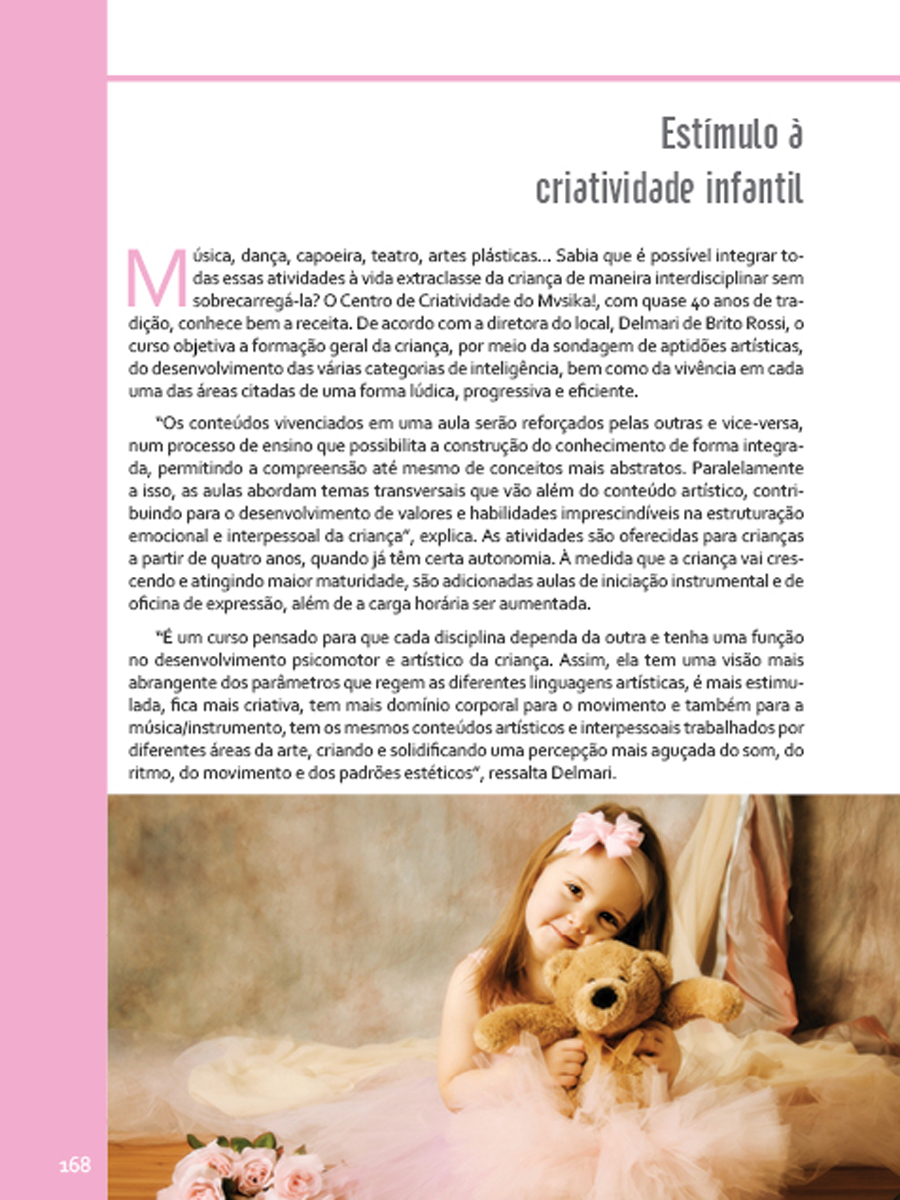 Estímulo à
criatividade infantil
Música, dança, capoeira, teatro, artes plásticas... Sabia que é possível integrar to-
das essas atividades à vida extraclasse da criança de maneira interdisciplinar sem
sobrecarregá-la? O Centro de Criatividade do Mvsika!, com quase 40 anos de tra-
dição, conhece bem a receita. De acordo com a diretora do local, Delmari de Brito Rossi, o
curso objetiva a formação geral da criança, por meio da sondagem de aptidões artísticas,
do desenvolvimento das várias categorias de inteligência, bem como da vivência em cada
uma das áreas citadas de uma forma lúdica, progressiva e eficiente.
“Os conteúdos vivenciados em uma aula serão reforçados pelas outras e vice-versa,
num processo de ensino que possibilita a construção do conhecimento de forma integra-
da, permitindo a compreensão até mesmo de conceitos mais abstratos. Paralelamente
a isso, as aulas abordam temas transversais que vão além do conteúdo artístico, contri-
buindo para o desenvolvimento de valores e habilidades imprescindíveis na estruturação
emocional e interpessoal da criança”, explica. As atividades são oferecidas para crianças
a partir de quatro anos, quando já têm certa autonomia. À medida que a criança vai cres-
cendo e atingindo maior maturidade, são adicionadas aulas de iniciação instrumental e de
oficina de expressão, além de a carga horária ser aumentada.
“É um curso pensado para que cada disciplina dependa da outra e tenha uma função
no desenvolvimento psicomotor e artístico da criança. Assim, ela tem uma visão mais
abrangente dos parâmetros que regem as diferentes linguagens artísticas, é mais estimu-
lada, fica mais criativa, tem mais domínio corporal para o movimento e também para a
música/instrumento, tem os mesmos conteúdos artísticos e interpessoais trabalhados por
diferentes áreas da arte, criando e solidificando uma percepção mais aguçada do som, do
ritmo, do movimento e dos padrões estéticos”, ressalta Delmari.
168